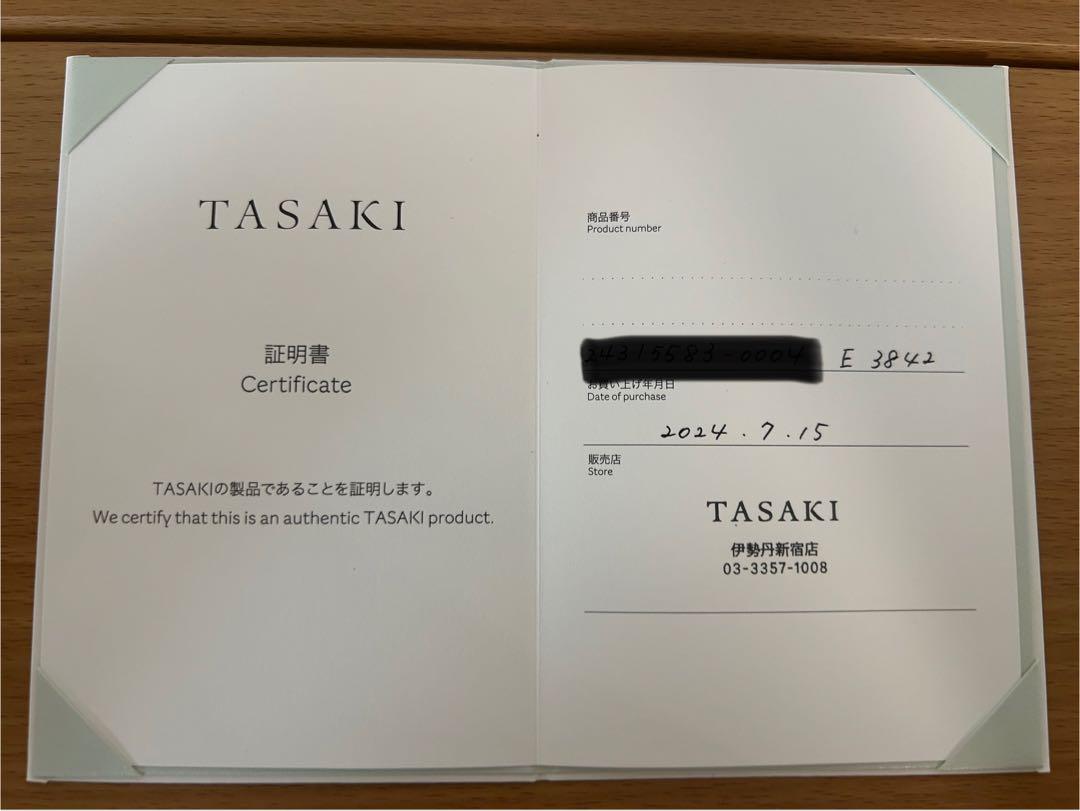 TASAKI
証明書
Certificate
TASAKIの製品であることを証明します。
We certify that this is an authentic TASAKI product.
商品番号
Product number
E 3842
お買い上げ年月日
Date of purchase
2024.7.15
販売店
Store
TASAKI
伊勢丹新宿店
03-3357-1008